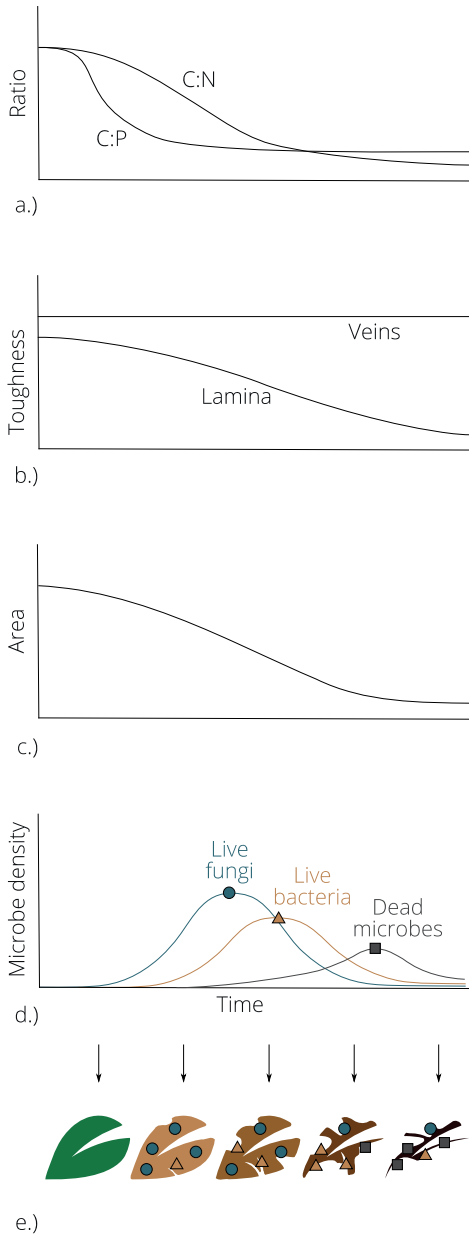 Ratio
C:N
C:P
a.)
Toughness
Veins
Lamina
b.)
Area
c.)
Microbe density
Live
fungi
Live
bacteria
Dead
microbes
Time
d.)
e.)